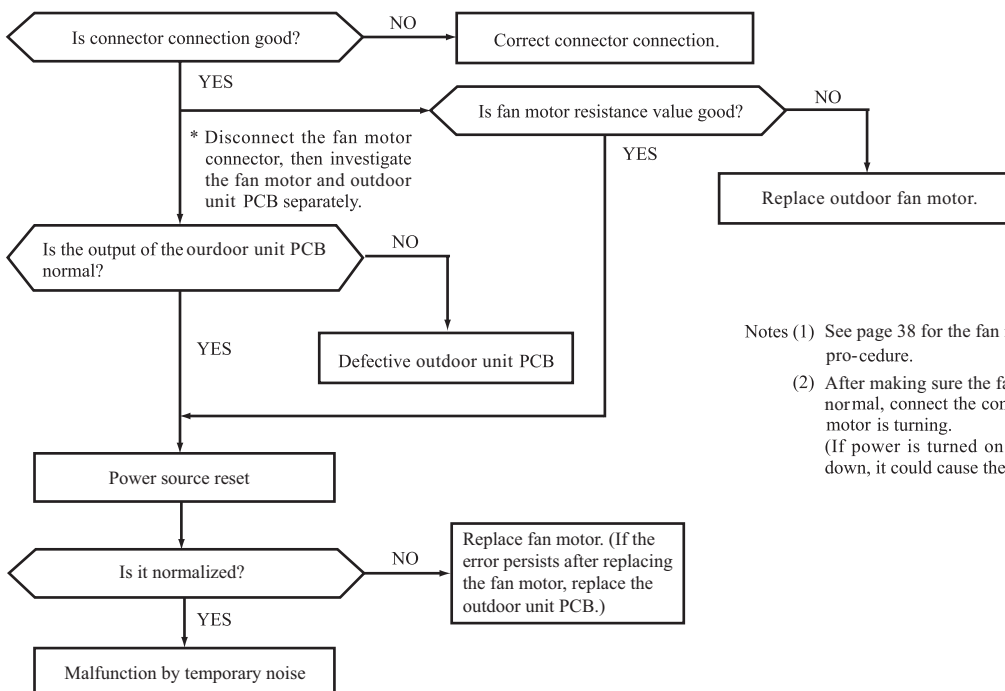 Is connector connection good?
NO
Correct connector connection.
YES
Is fan motor resistance value good?
NO
* Disconnect the fan motor
connector, then investigate
the fan motor and outdoor
unit PCB separately.
YES
Replace outdoor fan motor.
Is the output of the ourdoor unit PCB
normal?
NO
YES
Defective outdoor unit PCB
Notes (1) See page 38 for the fan
pro-cedure.
(2) After making sure the
normal, connect the
motor is turning.
(If power is turned on
down, it could cause the
Power source reset
Is it normalized?
NO
Replace fan motor. (If the
error persists after replacing
the fan motor, replace the
outdoor unit PCB.)
YES
Malfunction by temporary noise